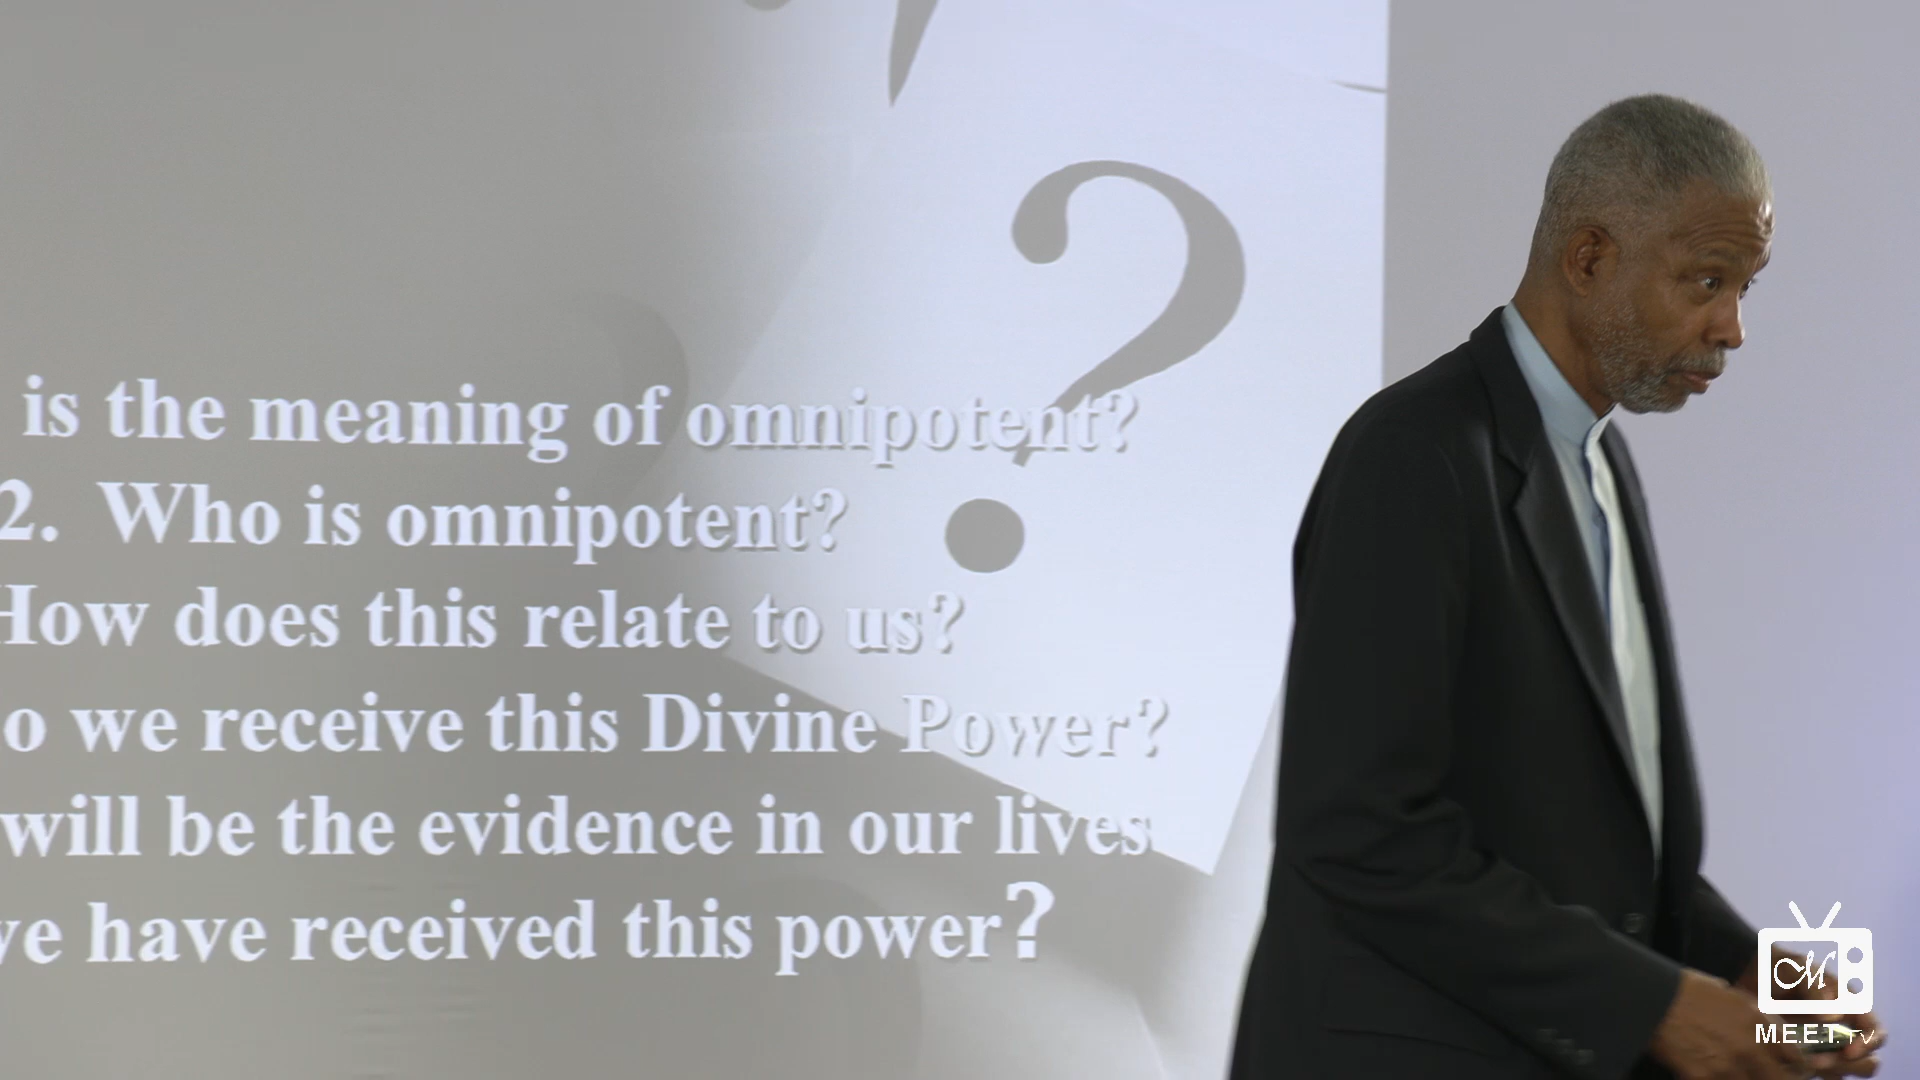 is the meaning of omnipotent?
2. Who is omnipotent?
How does this relate to us?
we receive this Divine Power?
will be the evidence in our lives
have received this power?
M
M.E.E.T. TV